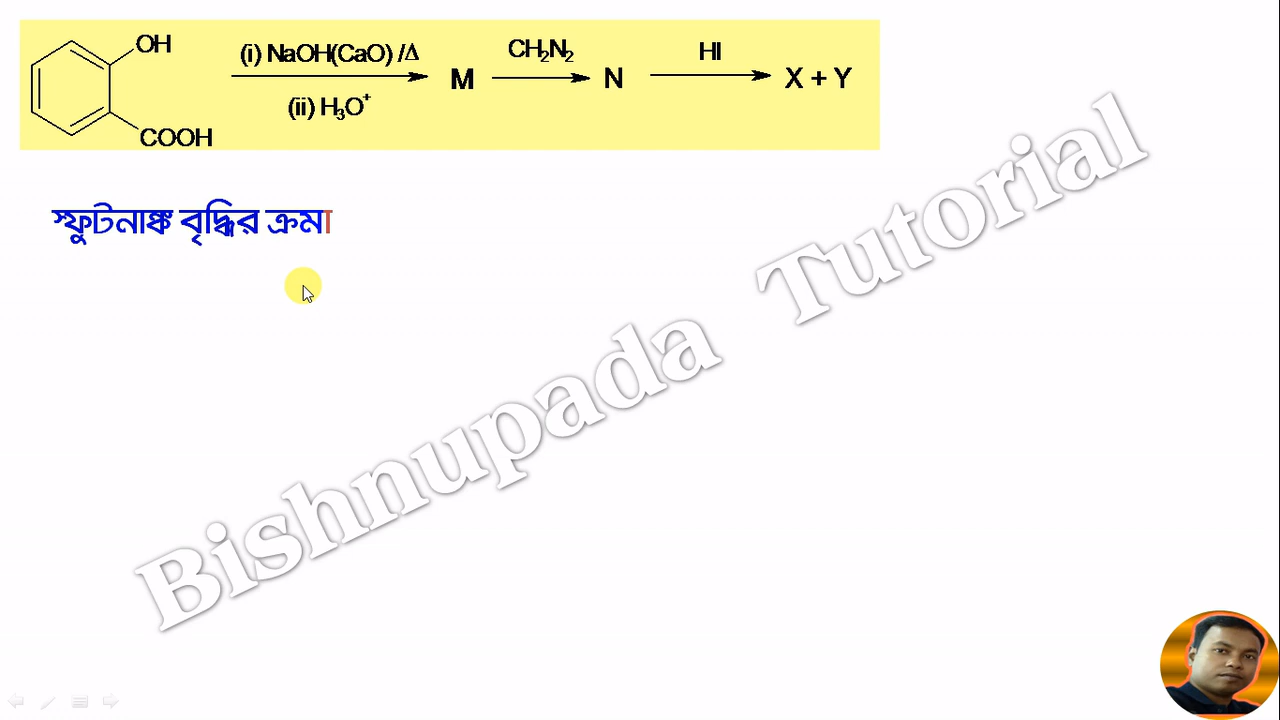 OH
COOH
(i) NaOH(CaO) /Δ
(ii) H₃O⁺
M
CH₂N₂
N
HI
X + Y
স্ফুটনাঙ্ক বৃদ্ধির ক্রমা
Bishnupada Tutorial